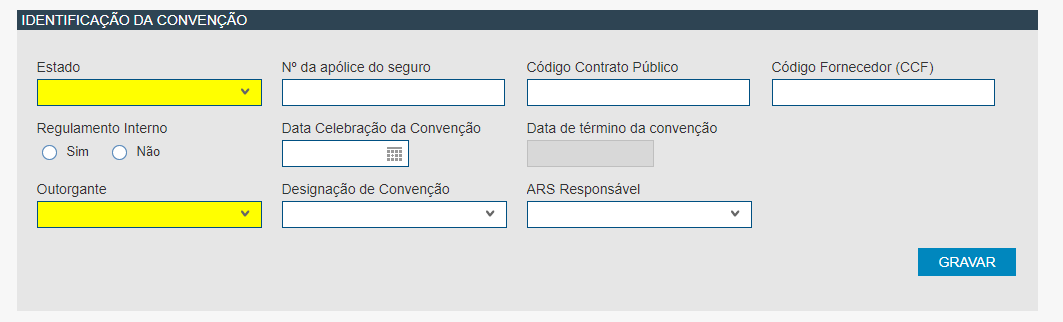 IDENTIFICAÇÃO DA CONVENÇÃO
Estado Nº da apólice do seguro Código Contrato Público Código Fornecedor (CCF)
Regulamento Interno Data Celebração da Convenção Data de término da convenção
Sim Não
Outorgante Designação de Convenção ARS Responsável
GRAVAR